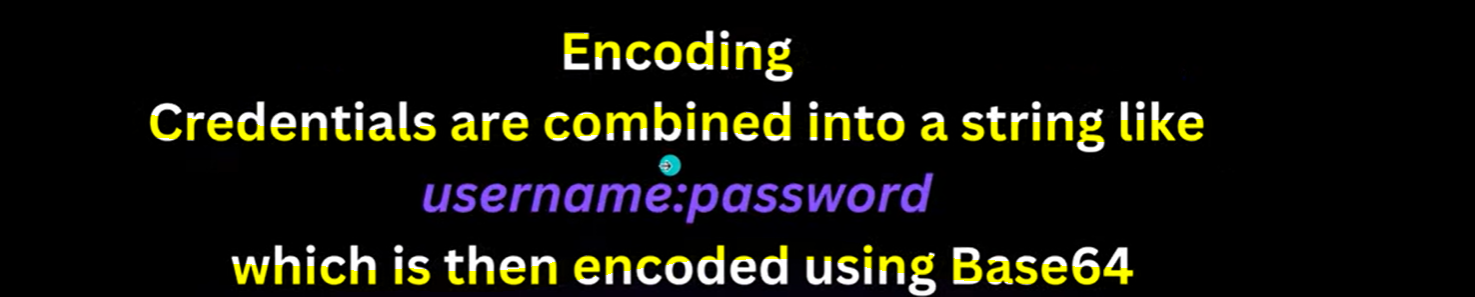 Encoding
Credentials are combined into a string like
username:password
which is then encoded using Base64